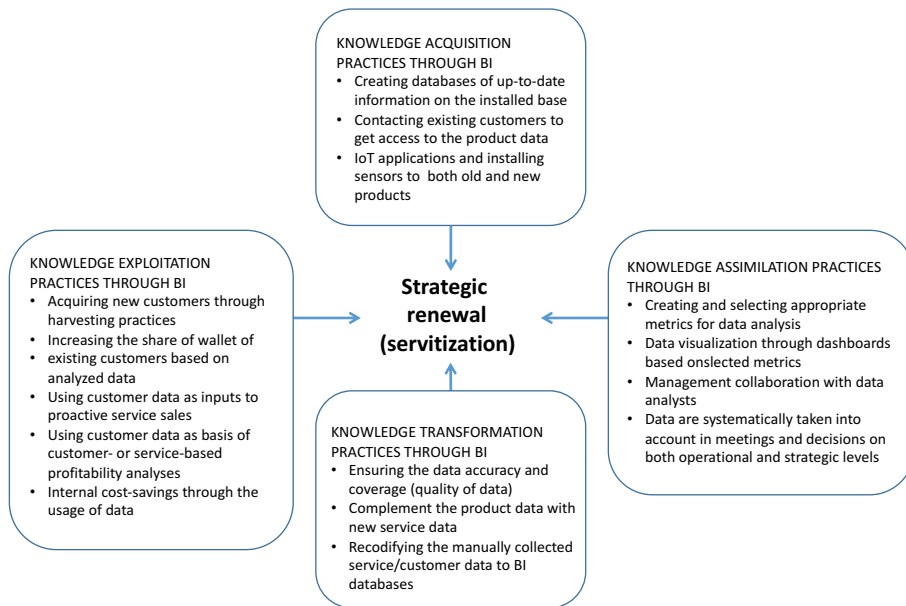 KNOWLEDGE ACQUISITION
PRACTICES THROUGH BI
• Creating databases of up-to-date
information on the installed base
• Contacting existing customers to
get access to the product data
• IoT applications and installing
sensors to both old and new
products
KNOWLEDGE EXPLOITATION
PRACTICES THROUGH BI
• Acquiring new customers through
harvesting practices
• Increasing the share of wallet of
• existing customers based on
analyzed data
• Using customer data as inputs to
proactive service sales
• Using customer data as basis of
customer- or service-based
profitability analyses
• Internal cost-savings through the
usage of data
Strategic
renewal
(servitization)
KNOWLEDGE ASSIMILATION PRACTICES
THROUGH BI
• Creating and selecting appropriate
metrics for data analysis
• Data visualization through dashboards
based onslected metrics
• Management collaboration with data
analysts
• Data are systematically taken into
account in meetings and decisions on
both operational and strategic levels
KNOWLEDGE TRANSFORMATION
PRACTICES THROUGH BI
• Ensuring the data accuracy and
coverage (quality of data)
• Complement the product data with
new service data
• Recodifying the manually collected
service/customer data to BI
databases